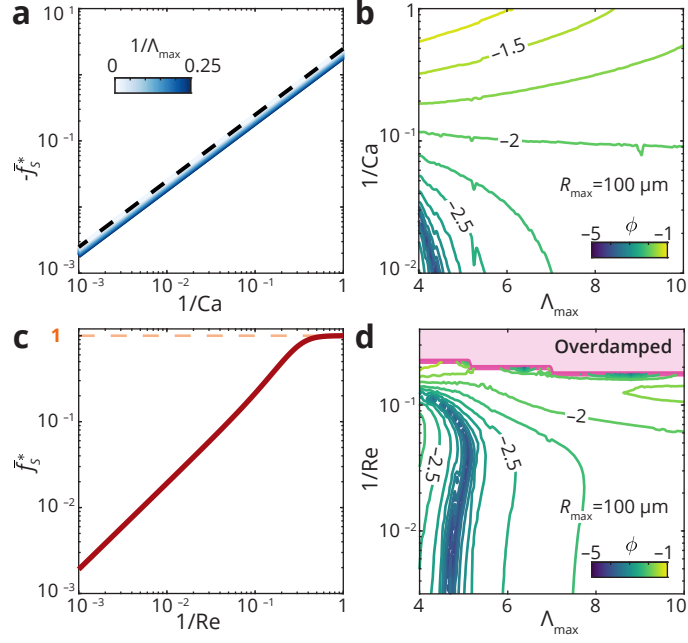 a
1/Λmax
0 0.25
10⁻¹
10⁻³
-f̄s*
10⁻³ 10⁻² 10⁻¹ 1
1/Ca
b
1
10⁻¹
10⁻²
1/Ca
−1.5
−2
−2.5
Rmax=100 μm
−5 ϕ −1
4 6 8 10
Λmax
c
1
10⁻¹
10⁻²
10⁻³
f̄s*
10⁻³ 10⁻² 10⁻¹ 1
1/Re
d
Overdamped
10⁻¹
10⁻²
1/Re
−2
−2.5
−2.5
Rmax=100 μm
−5 ϕ −1
4 6 8 10
Λmax